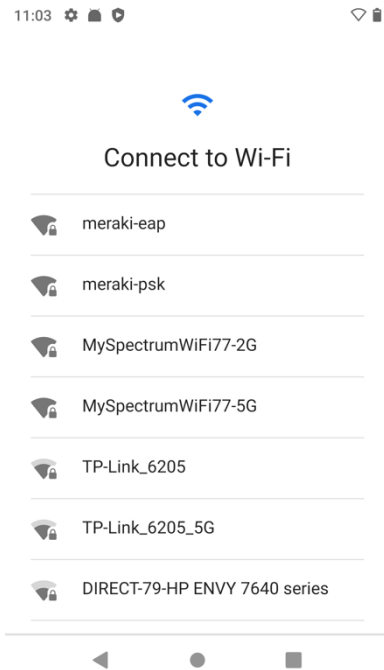 11:03
Connect to Wi-Fi
meraki-eap
meraki-psk
MySpectrumWiFi77-2G
MySpectrumWiFi77-5G
TP-Link_6205
TP-Link_6205_5G
DIRECT-79-HP ENVY 7640 series